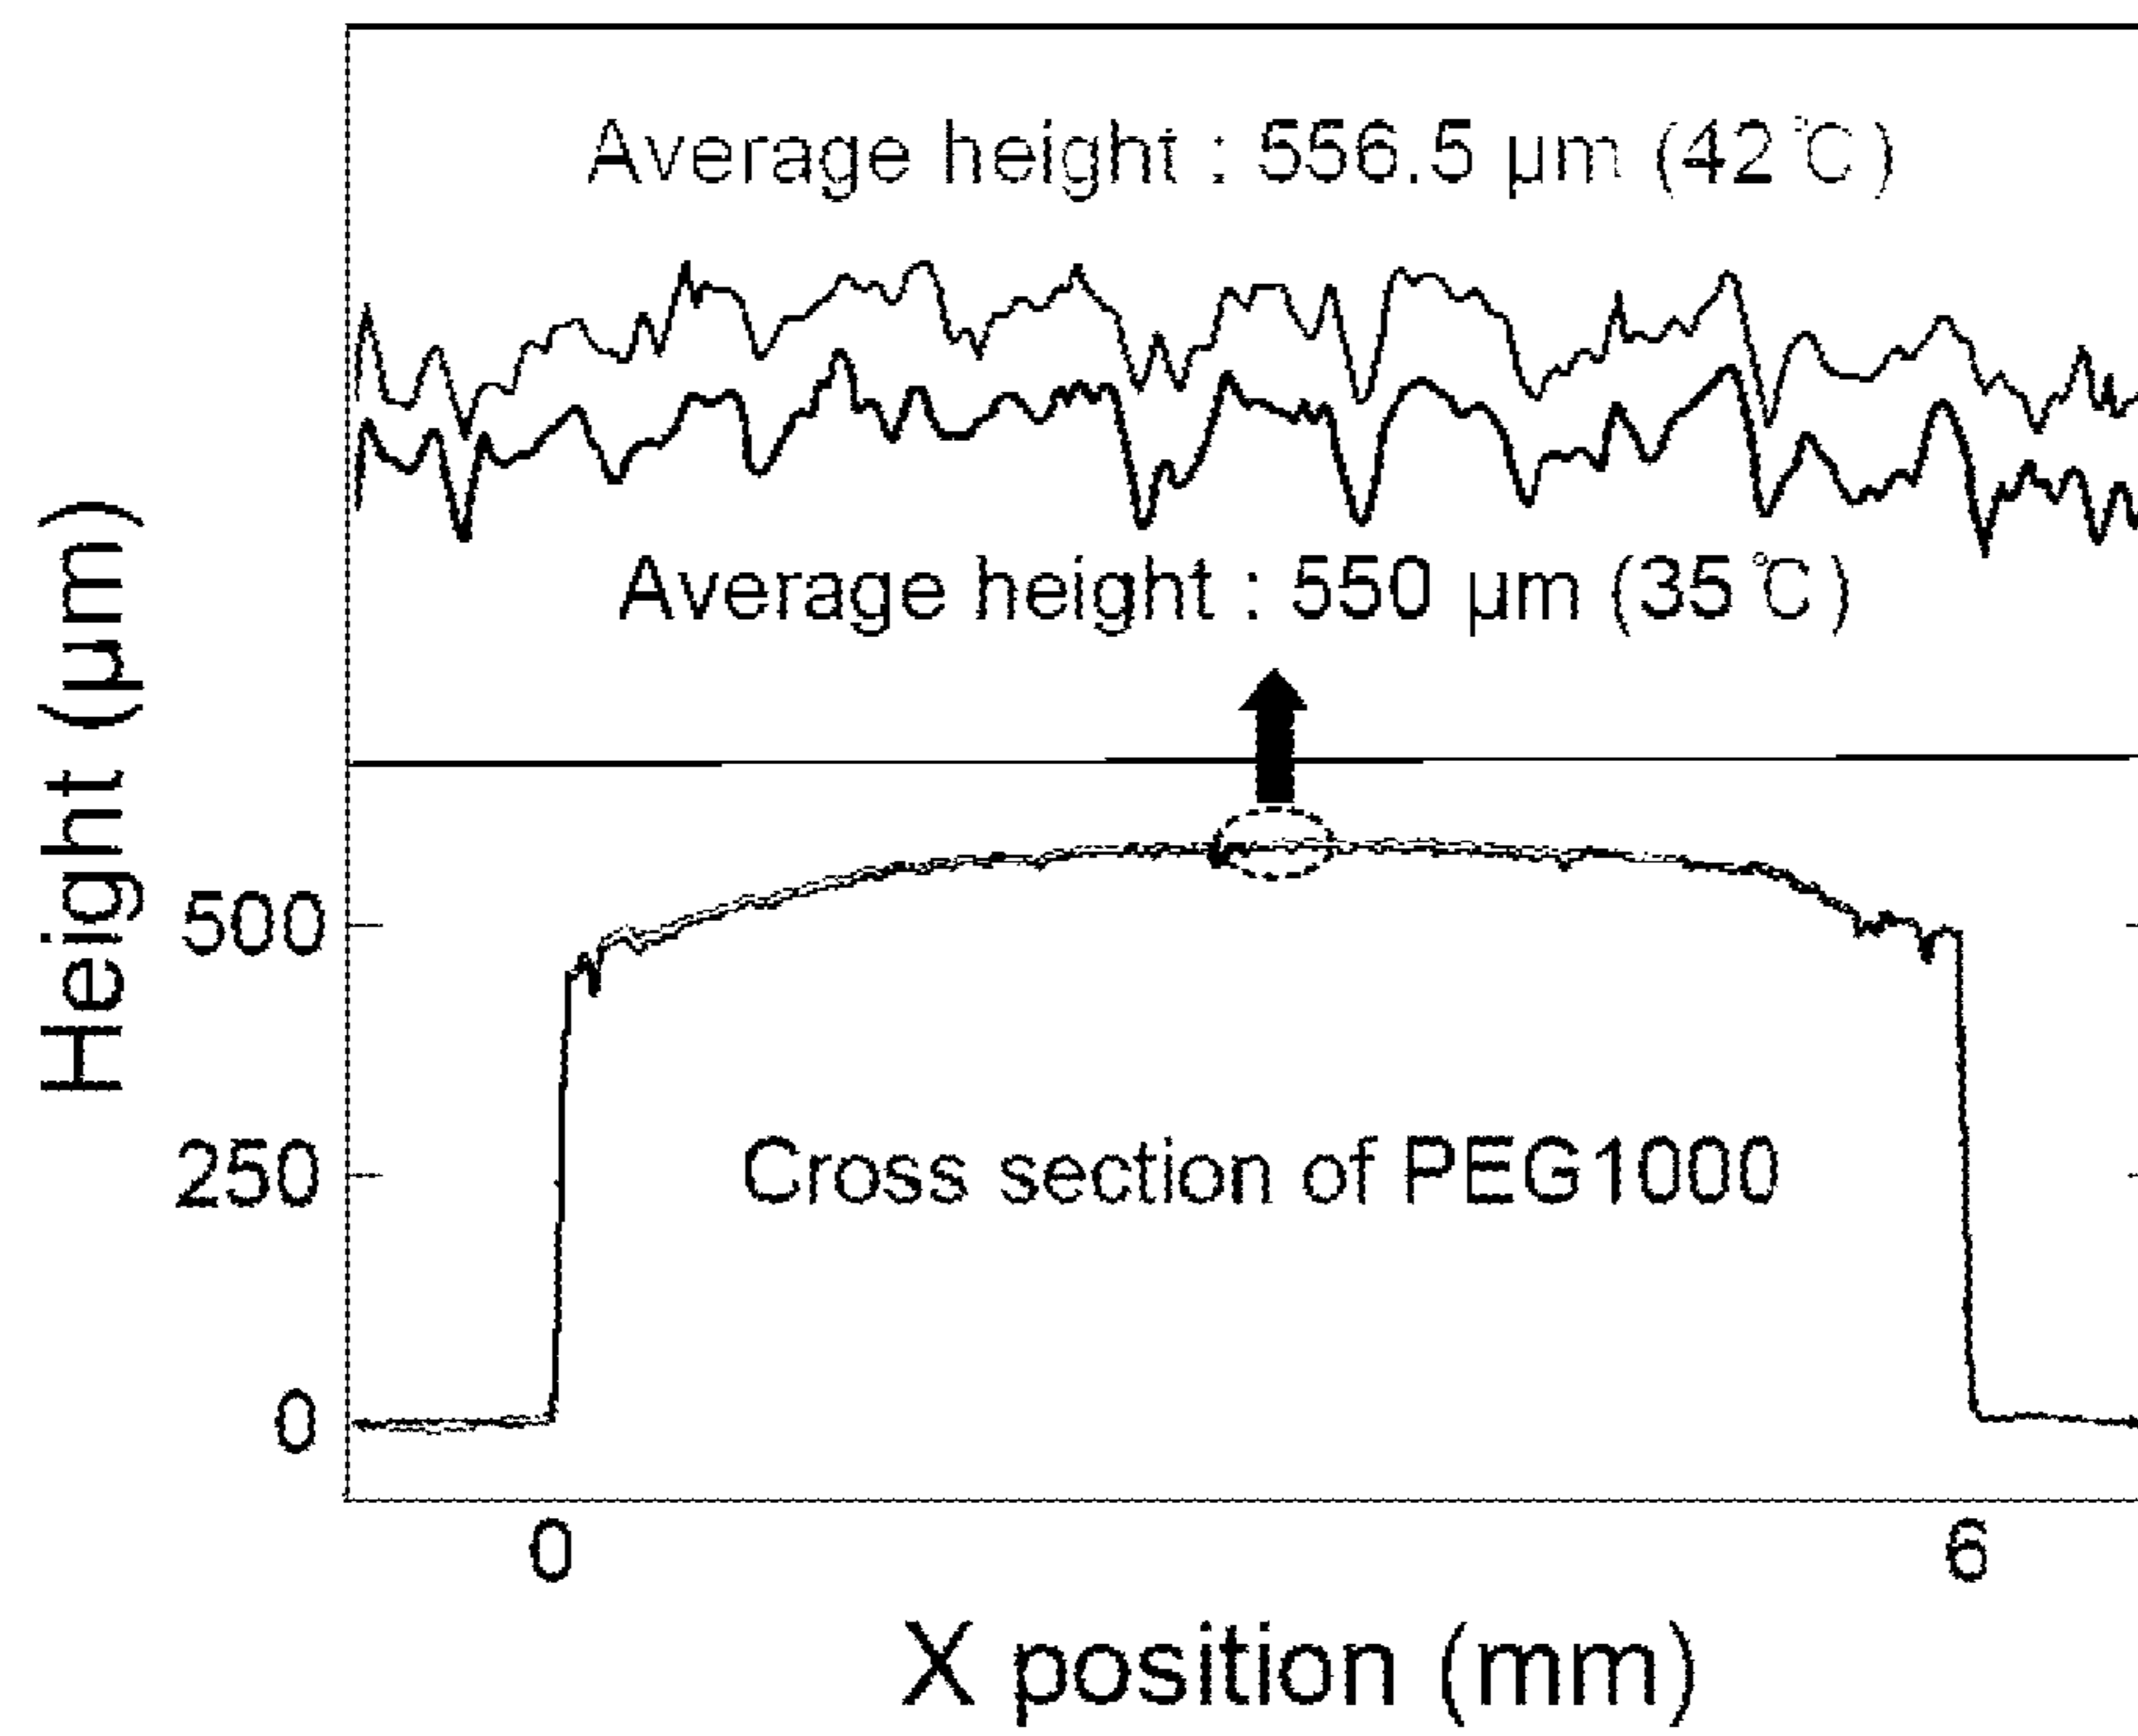 Average height : 556.5 µm (42℃)
Average height : 550 µm (35℃)
Height (µm)
500
250
0
Cross section of PEG1000
0 6
X position (mm)